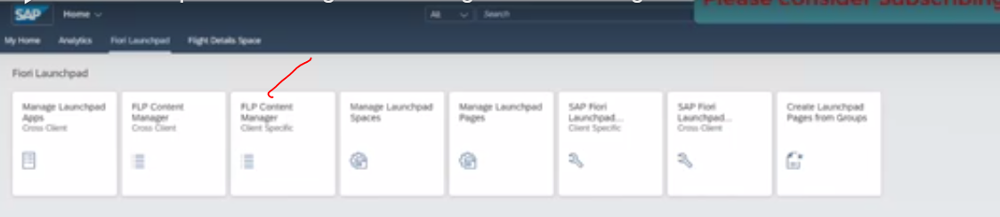 SAP Home
All Search
Please consider Subscribing
My Home Analytics Fiori Launchpad Flight Details Space
Fiori Launchpad
Manage Launchpad
Apps
Cross Client
FLP Content
Manager
Cross Client
FLP Content
Manager
Client Specific
Manage Launchpad
Spaces
Manage Launchpad
Pages
SAP Fiori
Launchpad...
Client Specific
SAP Fiori
Launchpad...
Cross Client
Create Launchpad
Pages from Groups